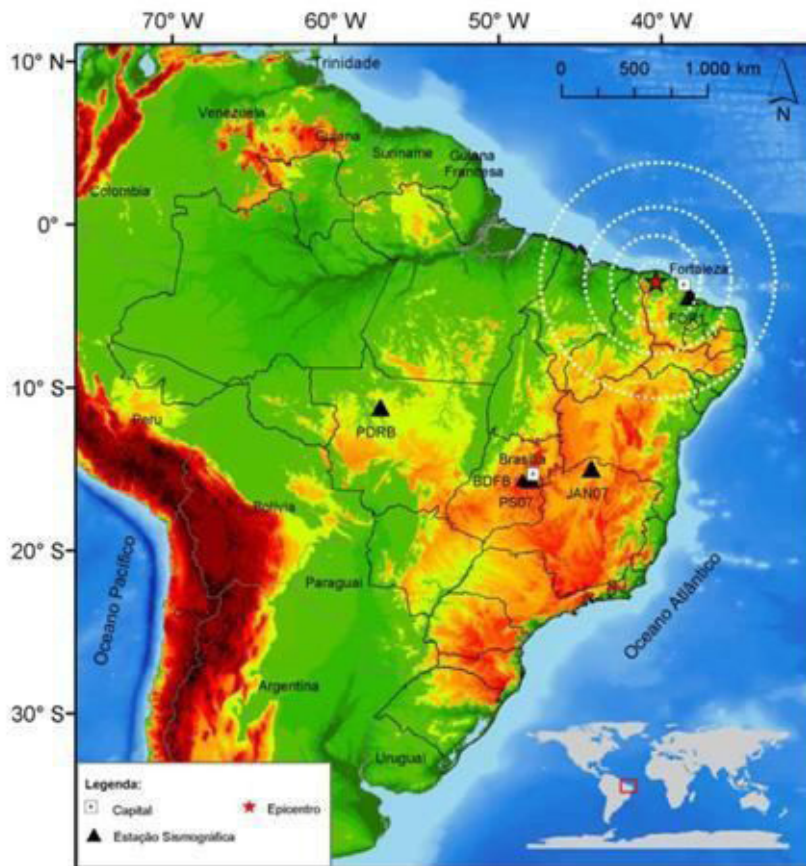 70° W 60° W 50° W 40° W
10° N
0°
10° S
20° S
30° S
Trinidade
0 500 1.000 km
N
Venezuela
Guiana
Suriname
Guiana
Francesa
Colombia
Fortaleza
FOR1
Peru
PDRB
Brasília
BDFB
PS07
JAN07
Bolívia
Paraguai
Oceano Pacífico
Oceano Atlântico
Argentina
Uruguai
Legenda:
Capital
Epicentro
Estação Sismográfica